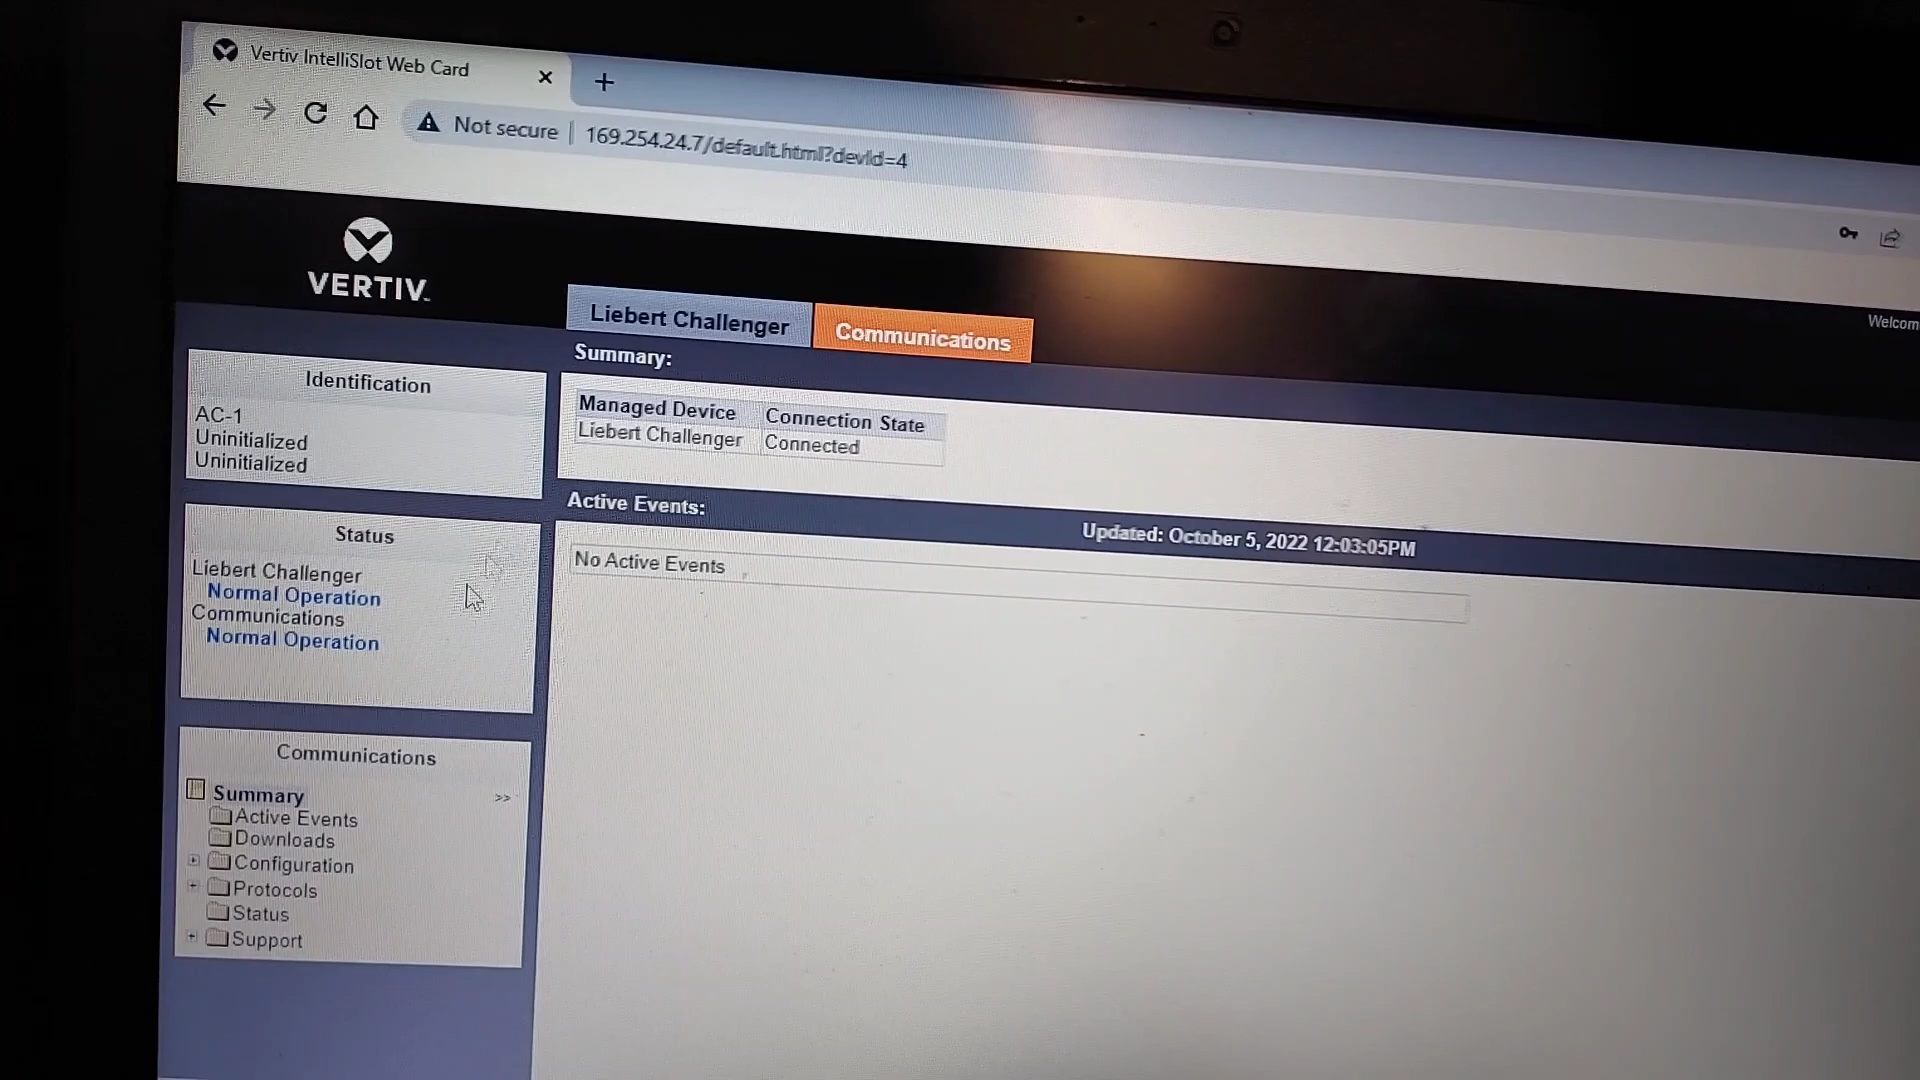 Vertiv IntelliSlot Web Card
Not secure | 169.254.24.7/default.html?devId=4
VERTIV
Liebert Challenger
Communications
Welcom
Identification
AC-1
Uninitialized
Uninitialized
Summary:
Managed Device Connection State
Liebert Challenger Connected
Active Events:
Updated: October 5, 2022 12:03:05PM
No Active Events
Status
Liebert Challenger
Normal Operation
Communications
Normal Operation
Communications
Summary >>
Active Events
Downloads
Configuration
Protocols
Status
Support